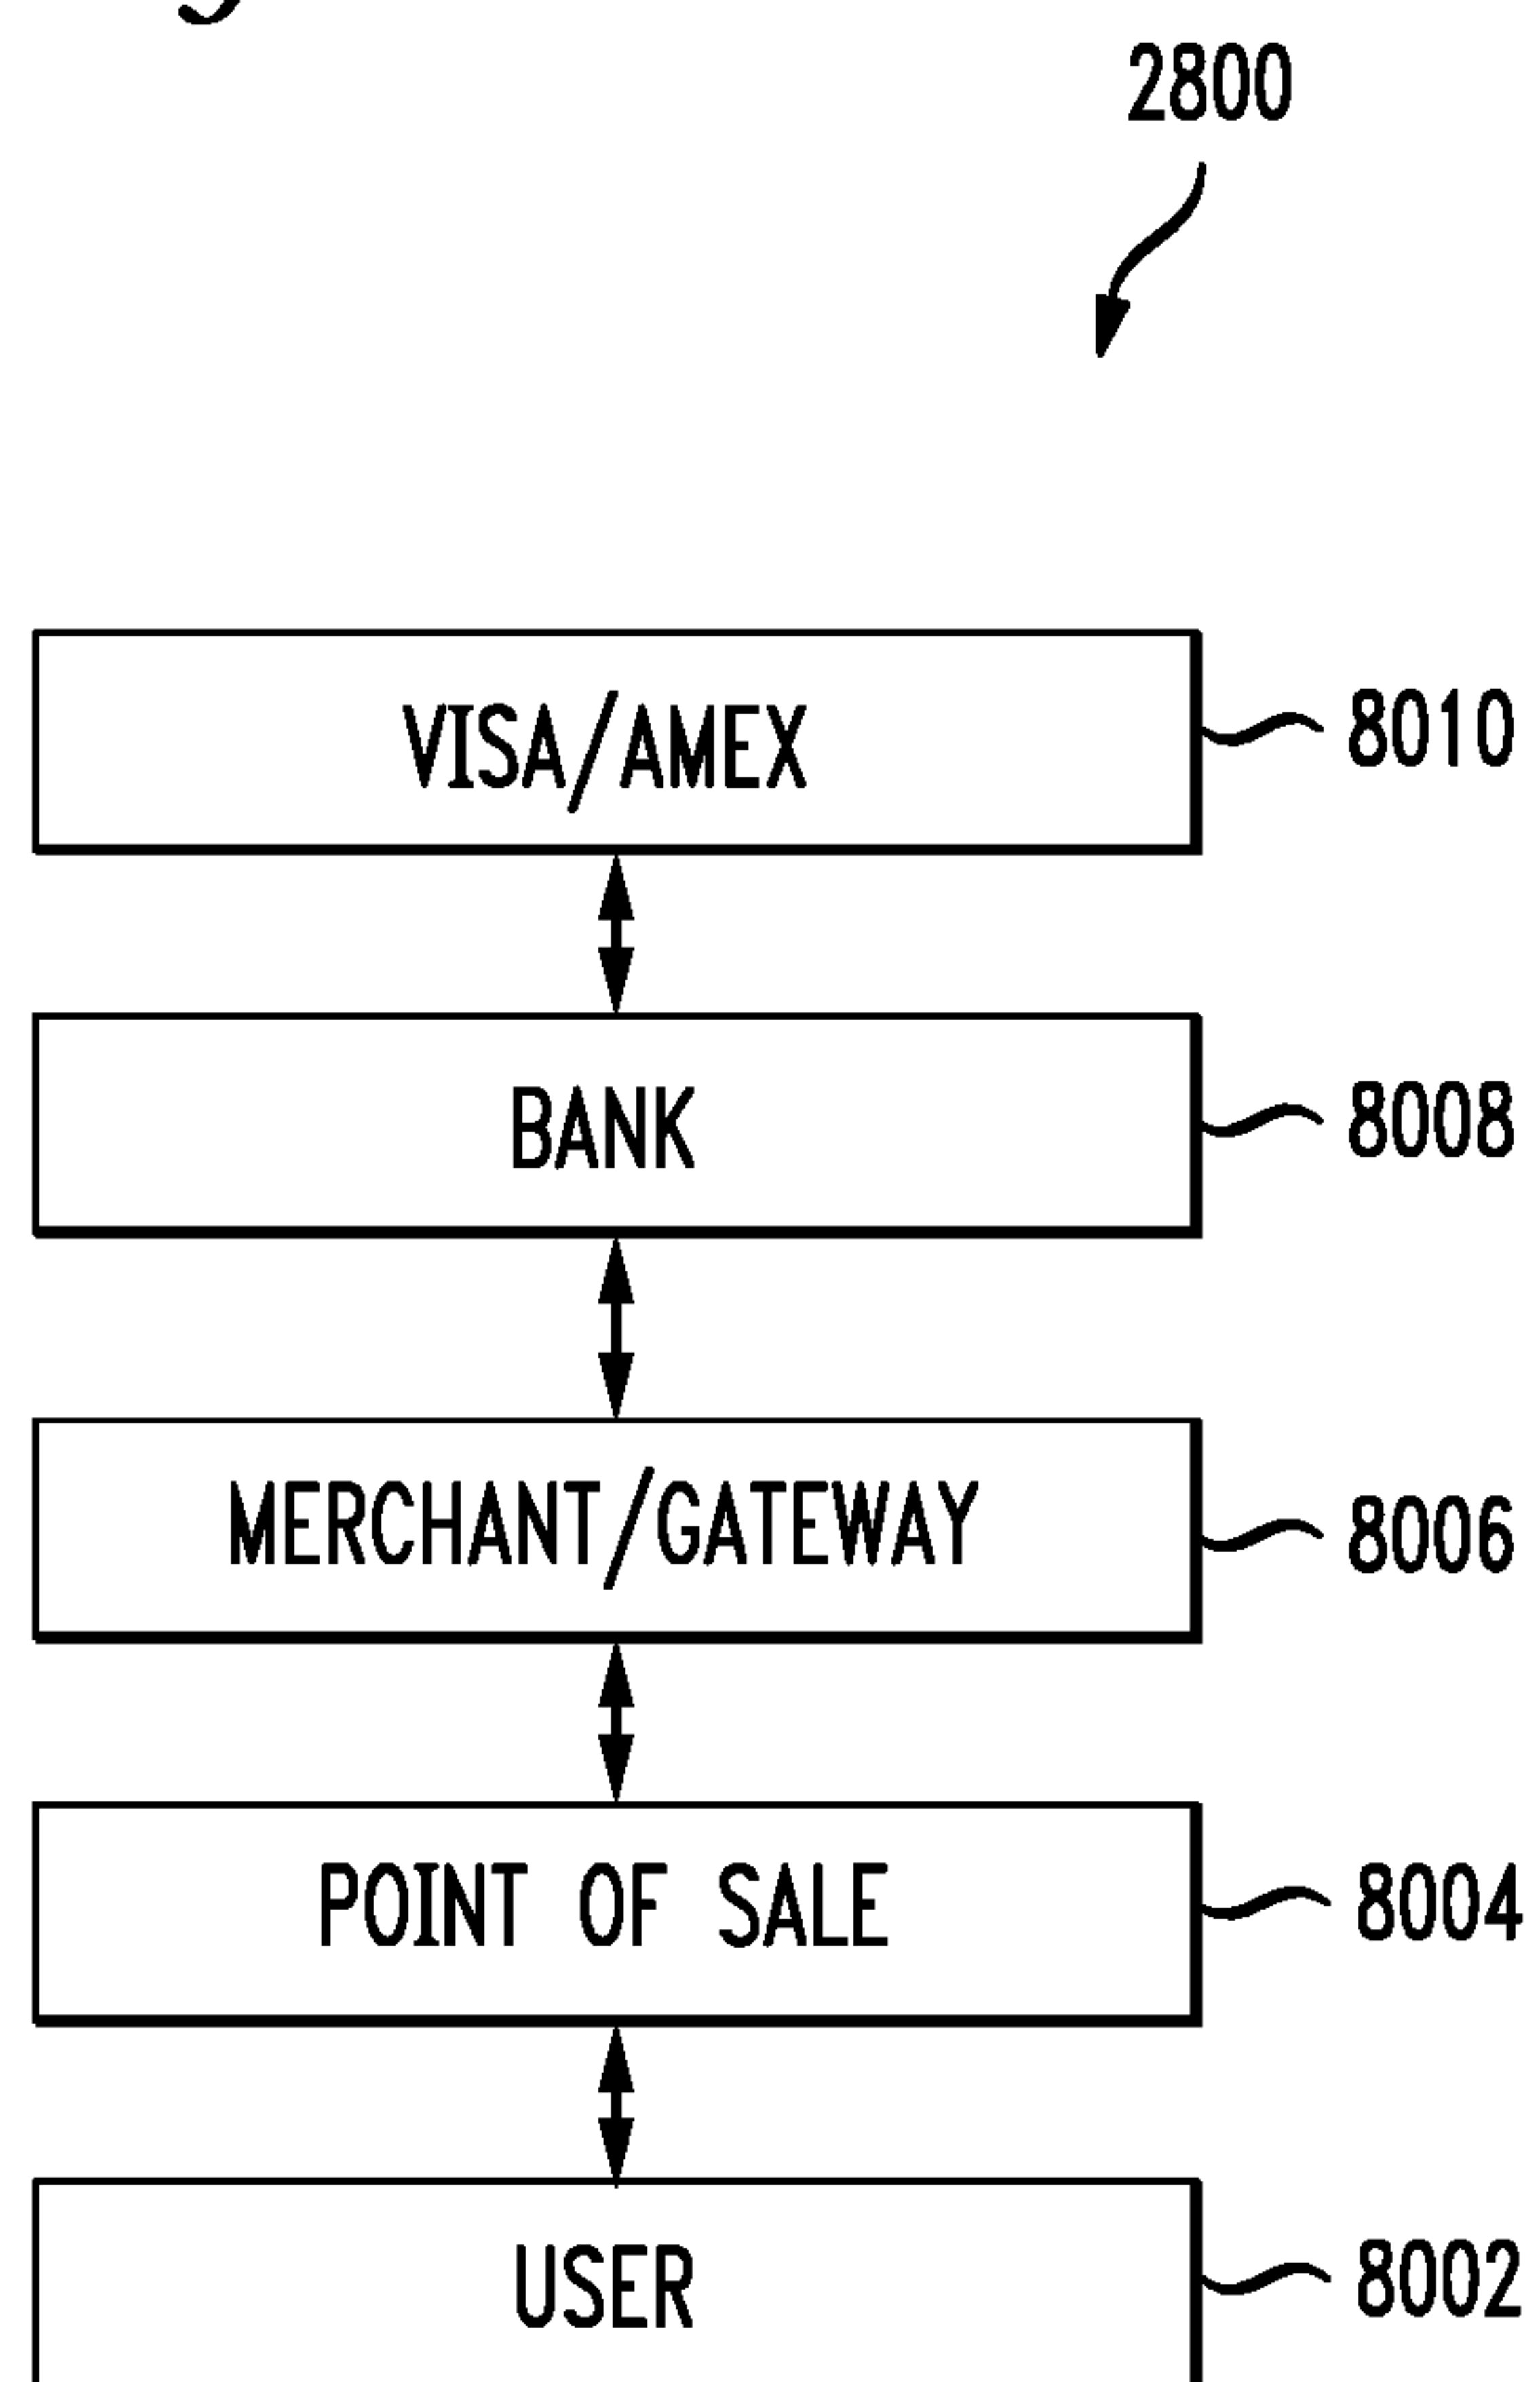 2800
VISA/AMEX
8010
BANK
8008
MERCHANT/GATEWAY
8006
POINT OF SALE
8004
USER
8002